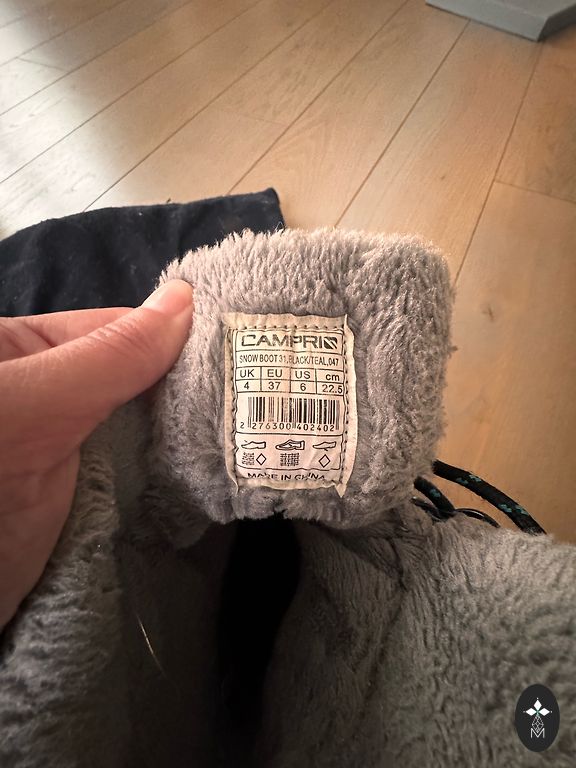 CAMPRI
SNOW BOOT 31, BLACK/TEAL, 047
UK EU US cm
4 37 6 22.5
2 276300 402402
MADE IN CHINA
M